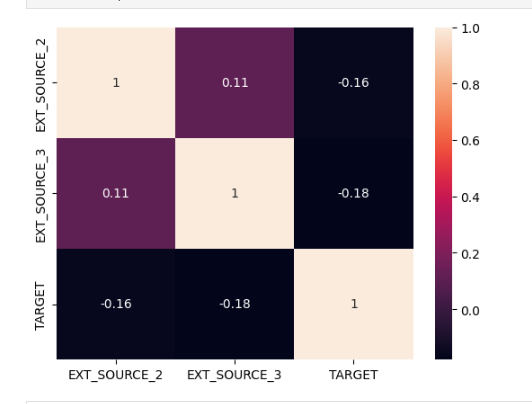 EXT_SOURCE_2
1
0.11
-0.16
EXT_SOURCE_3
0.11
1
-0.18
TARGET
-0.16
-0.18
1
EXT_SOURCE_2
EXT_SOURCE_3
TARGET
1.0
0.8
0.6
0.4
0.2
0.0